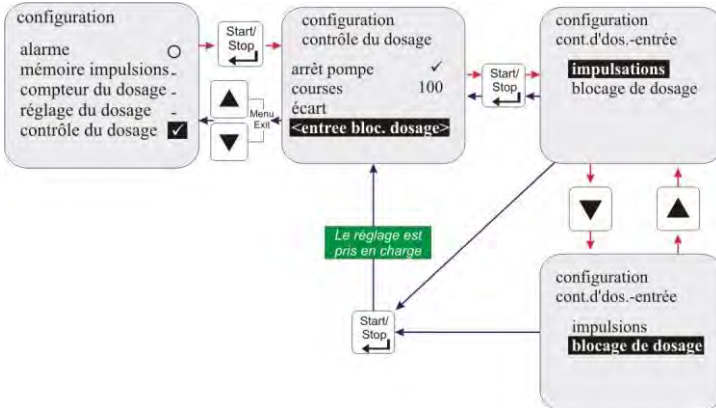 configuration
alarme
mémoire impulsions -
compteur du dosage -
réglage du dosage -
contrôle du dosage ✓
Start/
Stop
Menu
Exit
configuration
contrôle du dosage
arrêt pompe ✓
courses 100
écart
<entree bloc. dosage>
Start/
Stop
configuration
cont.d'dos.-entrée
impulsations
blocage de dosage
Le réglage est
pris en charge
Start/
Stop
configuration
cont.d'dos.-entrée
impulsions
blocage de dosage